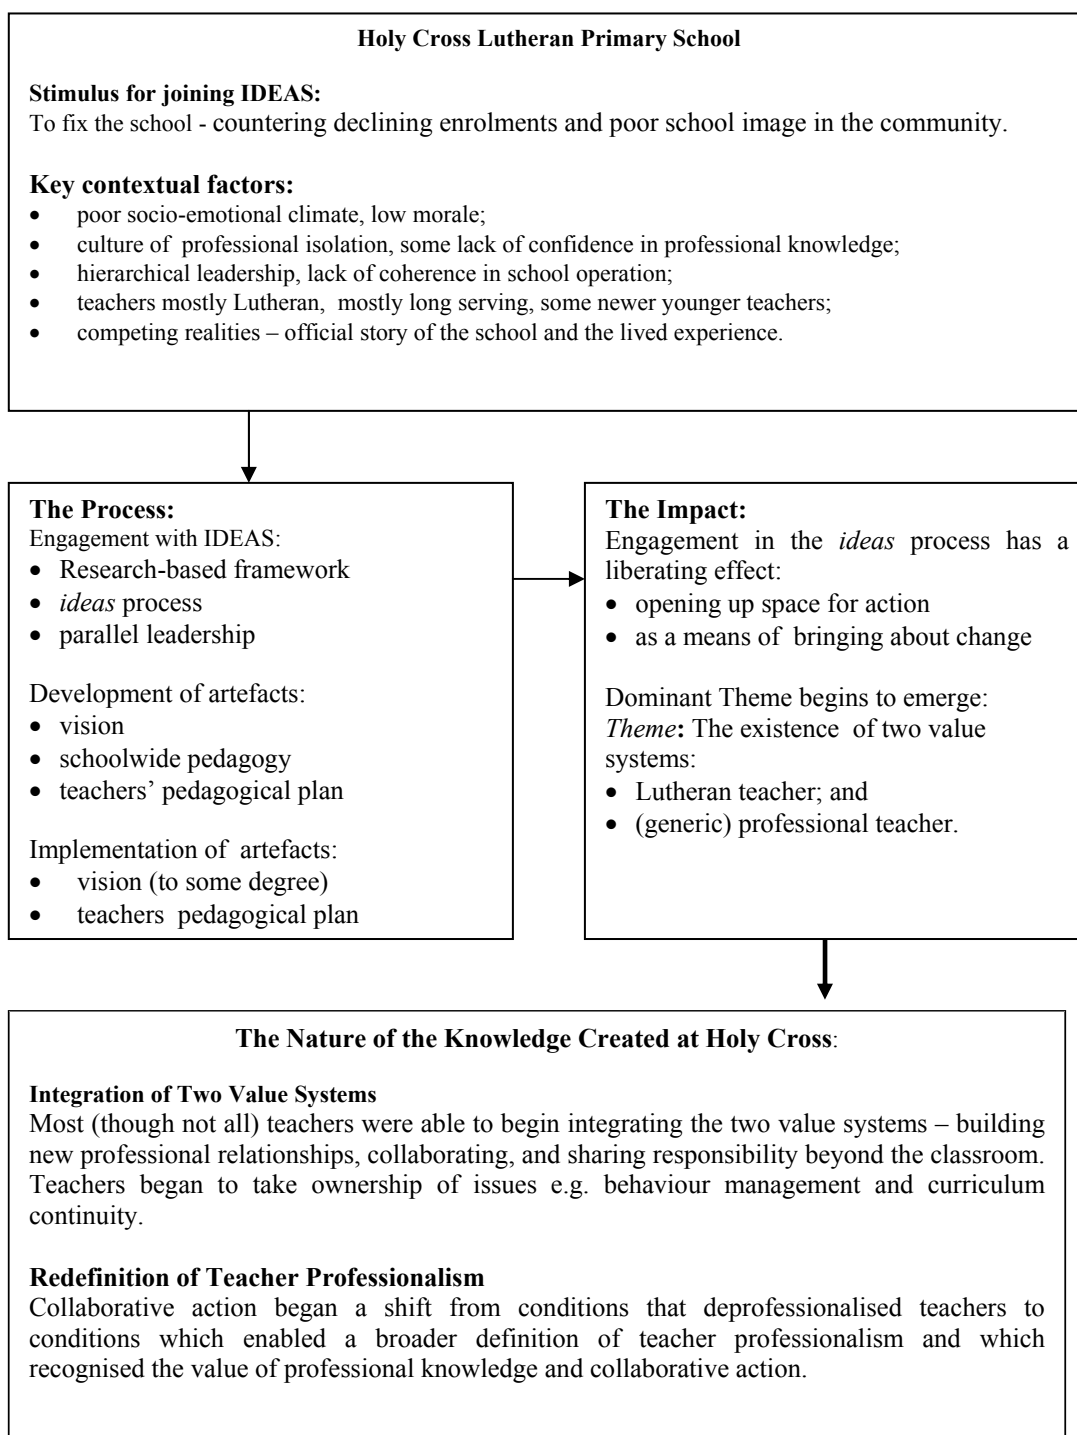 Holy Cross Lutheran Primary School
Stimulus for joining IDEAS:
To fix the school - countering declining enrolments and poor school image in the community.
Key contextual factors:
• poor socio-emotional climate, low morale;
• culture of professional isolation, some lack of confidence in professional knowledge;
• hierarchical leadership, lack of coherence in school operation;
• teachers mostly Lutheran, mostly long serving, some newer younger teachers;
• competing realities – official story of the school and the lived experience.
The Process:
Engagement with IDEAS:
• Research-based framework
• ideas process
• parallel leadership
Development of artefacts:
• vision
• schoolwide pedagogy
• teachers' pedagogical plan
Implementation of artefacts:
• vision (to some degree)
• teachers pedagogical plan
The Impact:
Engagement in the ideas process has a
liberating effect:
• opening up space for action
• as a means of bringing about change
Dominant Theme begins to emerge:
Theme: The existence of two value
systems:
• Lutheran teacher; and
• (generic) professional teacher.
The Nature of the Knowledge Created at Holy Cross:
Integration of Two Value Systems
Most (though not all) teachers were able to begin integrating the two value systems – building
new professional relationships, collaborating, and sharing responsibility beyond the classroom.
Teachers began to take ownership of issues e.g. behaviour management and curriculum
continuity.
Redefinition of Teacher Professionalism
Collaborative action began a shift from conditions that deprofessionalised teachers to
conditions which enabled a broader definition of teacher professionalism and which
recognised the value of professional knowledge and collaborative action.